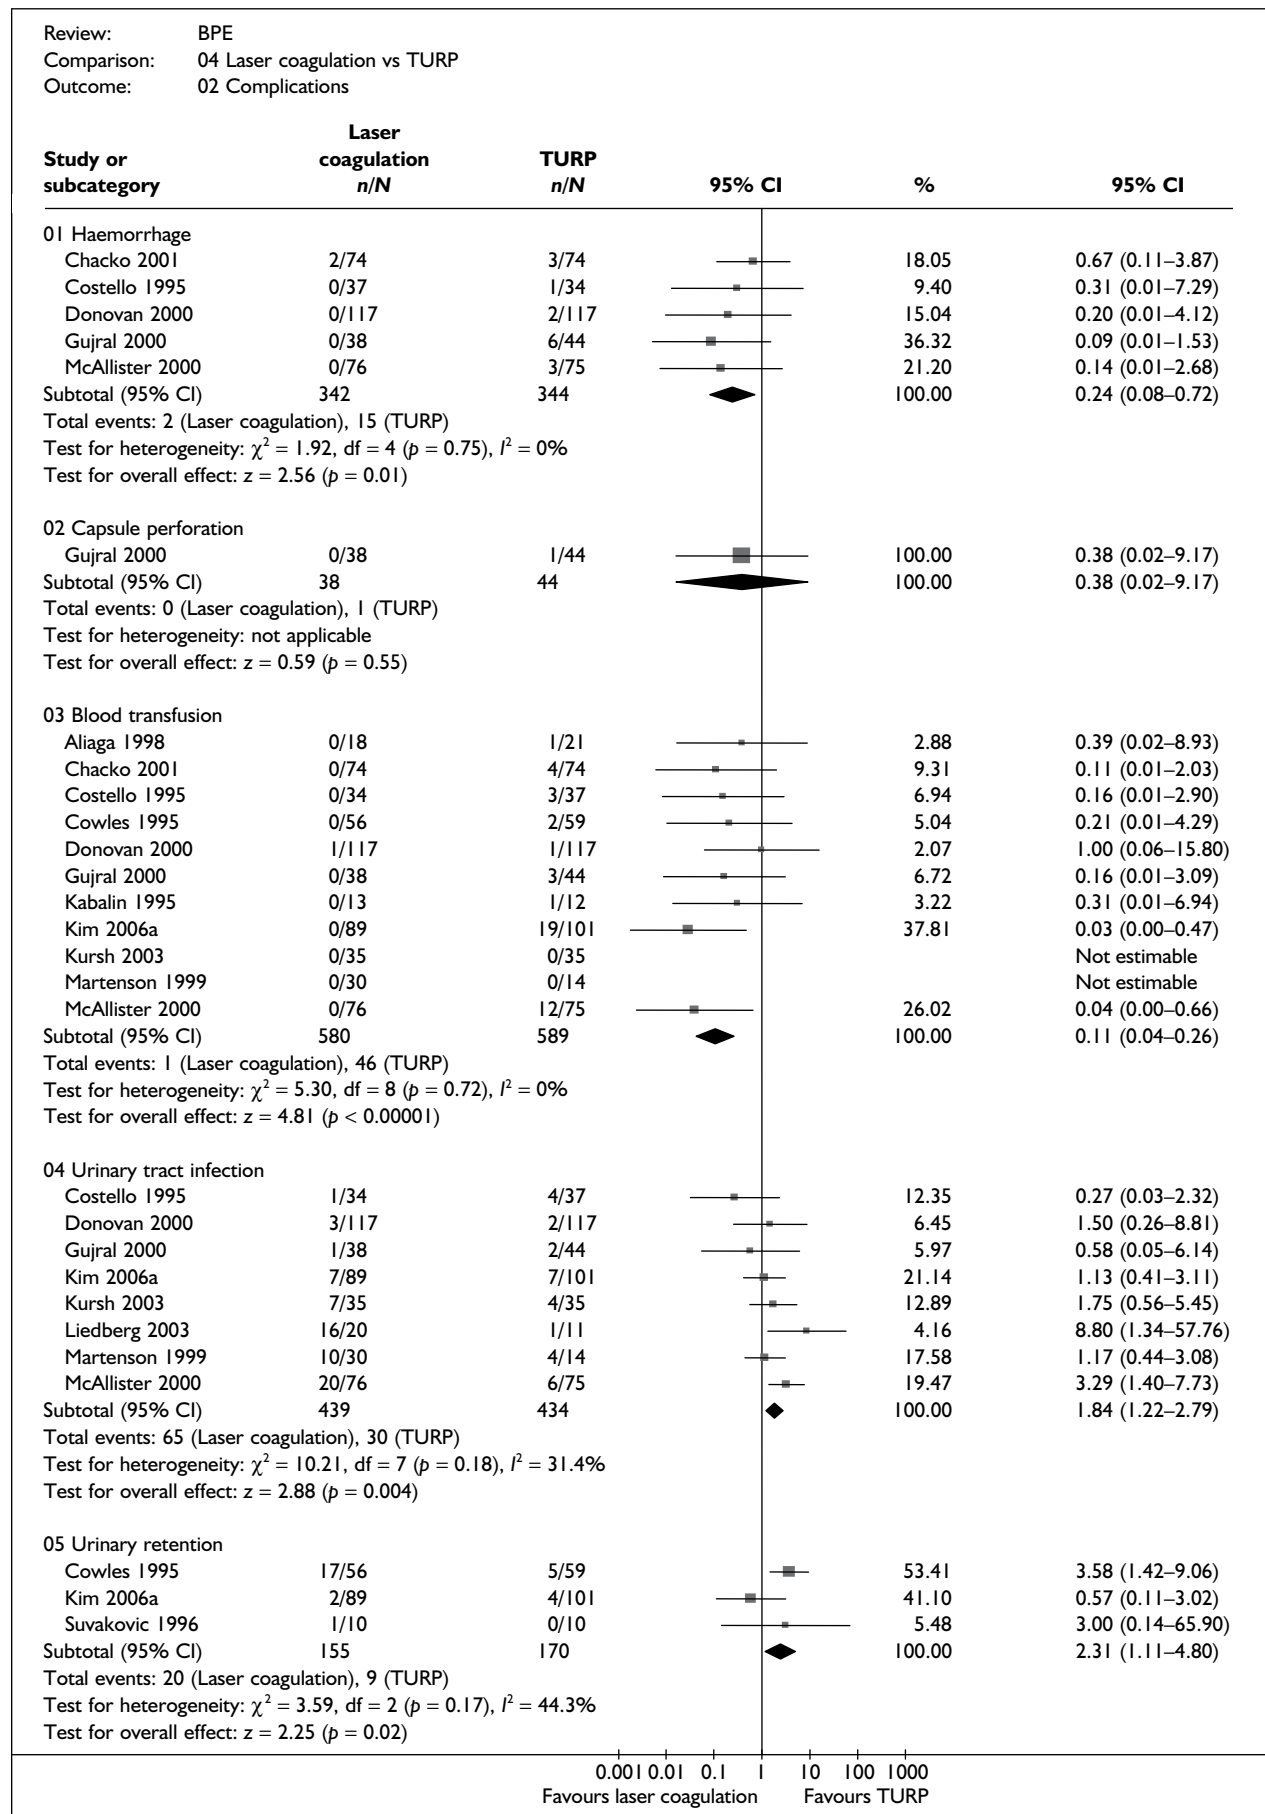 Review: BPE
Comparison: 04 Laser coagulation vs TURP
Outcome: 02 Complications
Laser
Study or coagulation TURP
subcategory n/N n/N 95% CI % 95% CI
01 Haemorrhage
Chacko 2001 2/74 3/74 18.05 0.67 (0.11–3.87)
Costello 1995 0/37 1/34 9.40 0.31 (0.01–7.29)
Donovan 2000 0/117 2/117 15.04 0.20 (0.01–4.12)
Gujral 2000 0/38 6/44 36.32 0.09 (0.01–1.53)
McAllister 2000 0/76 3/75 21.20 0.14 (0.01–2.68)
Subtotal (95% CI) 342 344 100.00 0.24 (0.08–0.72)
Total events: 2 (Laser coagulation), 15 (TURP)
Test for heterogeneity: χ² = 1.92, df = 4 (p = 0.75), I² = 0%
Test for overall effect: z = 2.56 (p = 0.01)
02 Capsule perforation
Gujral 2000 0/38 1/44 100.00 0.38 (0.02–9.17)
Subtotal (95% CI) 38 44 100.00 0.38 (0.02–9.17)
Total events: 0 (Laser coagulation), 1 (TURP)
Test for heterogeneity: not applicable
Test for overall effect: z = 0.59 (p = 0.55)
03 Blood transfusion
Aliaga 1998 0/18 1/21 2.88 0.39 (0.02–8.93)
Chacko 2001 0/74 4/74 9.31 0.11 (0.01–2.03)
Costello 1995 0/34 3/37 6.94 0.16 (0.01–2.90)
Cowles 1995 0/56 2/59 5.04 0.21 (0.01–4.29)
Donovan 2000 1/117 1/117 2.07 1.00 (0.06–15.80)
Gujral 2000 0/38 3/44 6.72 0.16 (0.01–3.09)
Kabalin 1995 0/13 1/12 3.22 0.31 (0.01–6.94)
Kim 2006a 0/89 19/101 37.81 0.03 (0.00–0.47)
Kursh 2003 0/35 0/35 Not estimable
Martenson 1999 0/30 0/14 Not estimable
McAllister 2000 0/76 12/75 26.02 0.04 (0.00–0.66)
Subtotal (95% CI) 580 589 100.00 0.11 (0.04–0.26)
Total events: 1 (Laser coagulation), 46 (TURP)
Test for heterogeneity: χ² = 5.30, df = 8 (p = 0.72), I² = 0%
Test for overall effect: z = 4.81 (p < 0.00001)
04 Urinary tract infection
Costello 1995 1/34 4/37 12.35 0.27 (0.03–2.32)
Donovan 2000 3/117 2/117 6.45 1.50 (0.26–8.81)
Gujral 2000 1/38 2/44 5.97 0.58 (0.05–6.14)
Kim 2006a 7/89 7/101 21.14 1.13 (0.41–3.11)
Kursh 2003 7/35 4/35 12.89 1.75 (0.56–5.45)
Liedberg 2003 16/20 1/11 4.16 8.80 (1.34–57.76)
Martenson 1999 10/30 4/14 17.58 1.17 (0.44–3.08)
McAllister 2000 20/76 6/75 19.47 3.29 (1.40–7.73)
Subtotal (95% CI) 439 434 100.00 1.84 (1.22–2.79)
Total events: 65 (Laser coagulation), 30 (TURP)
Test for heterogeneity: χ² = 10.21, df = 7 (p = 0.18), I² = 31.4%
Test for overall effect: z = 2.88 (p = 0.004)
05 Urinary retention
Cowles 1995 17/56 5/59 53.41 3.58 (1.42–9.06)
Kim 2006a 2/89 4/101 41.10 0.57 (0.11–3.02)
Suvakovic 1996 1/10 0/10 5.48 3.00 (0.14–65.90)
Subtotal (95% CI) 155 170 100.00 2.31 (1.11–4.80)
Total events: 20 (Laser coagulation), 9 (TURP)
Test for heterogeneity: χ² = 3.59, df = 2 (p = 0.17), I² = 44.3%
Test for overall effect: z = 2.25 (p = 0.02)
0.001 0.01 0.1 1 10 100 1000
Favours laser coagulation Favours TURP